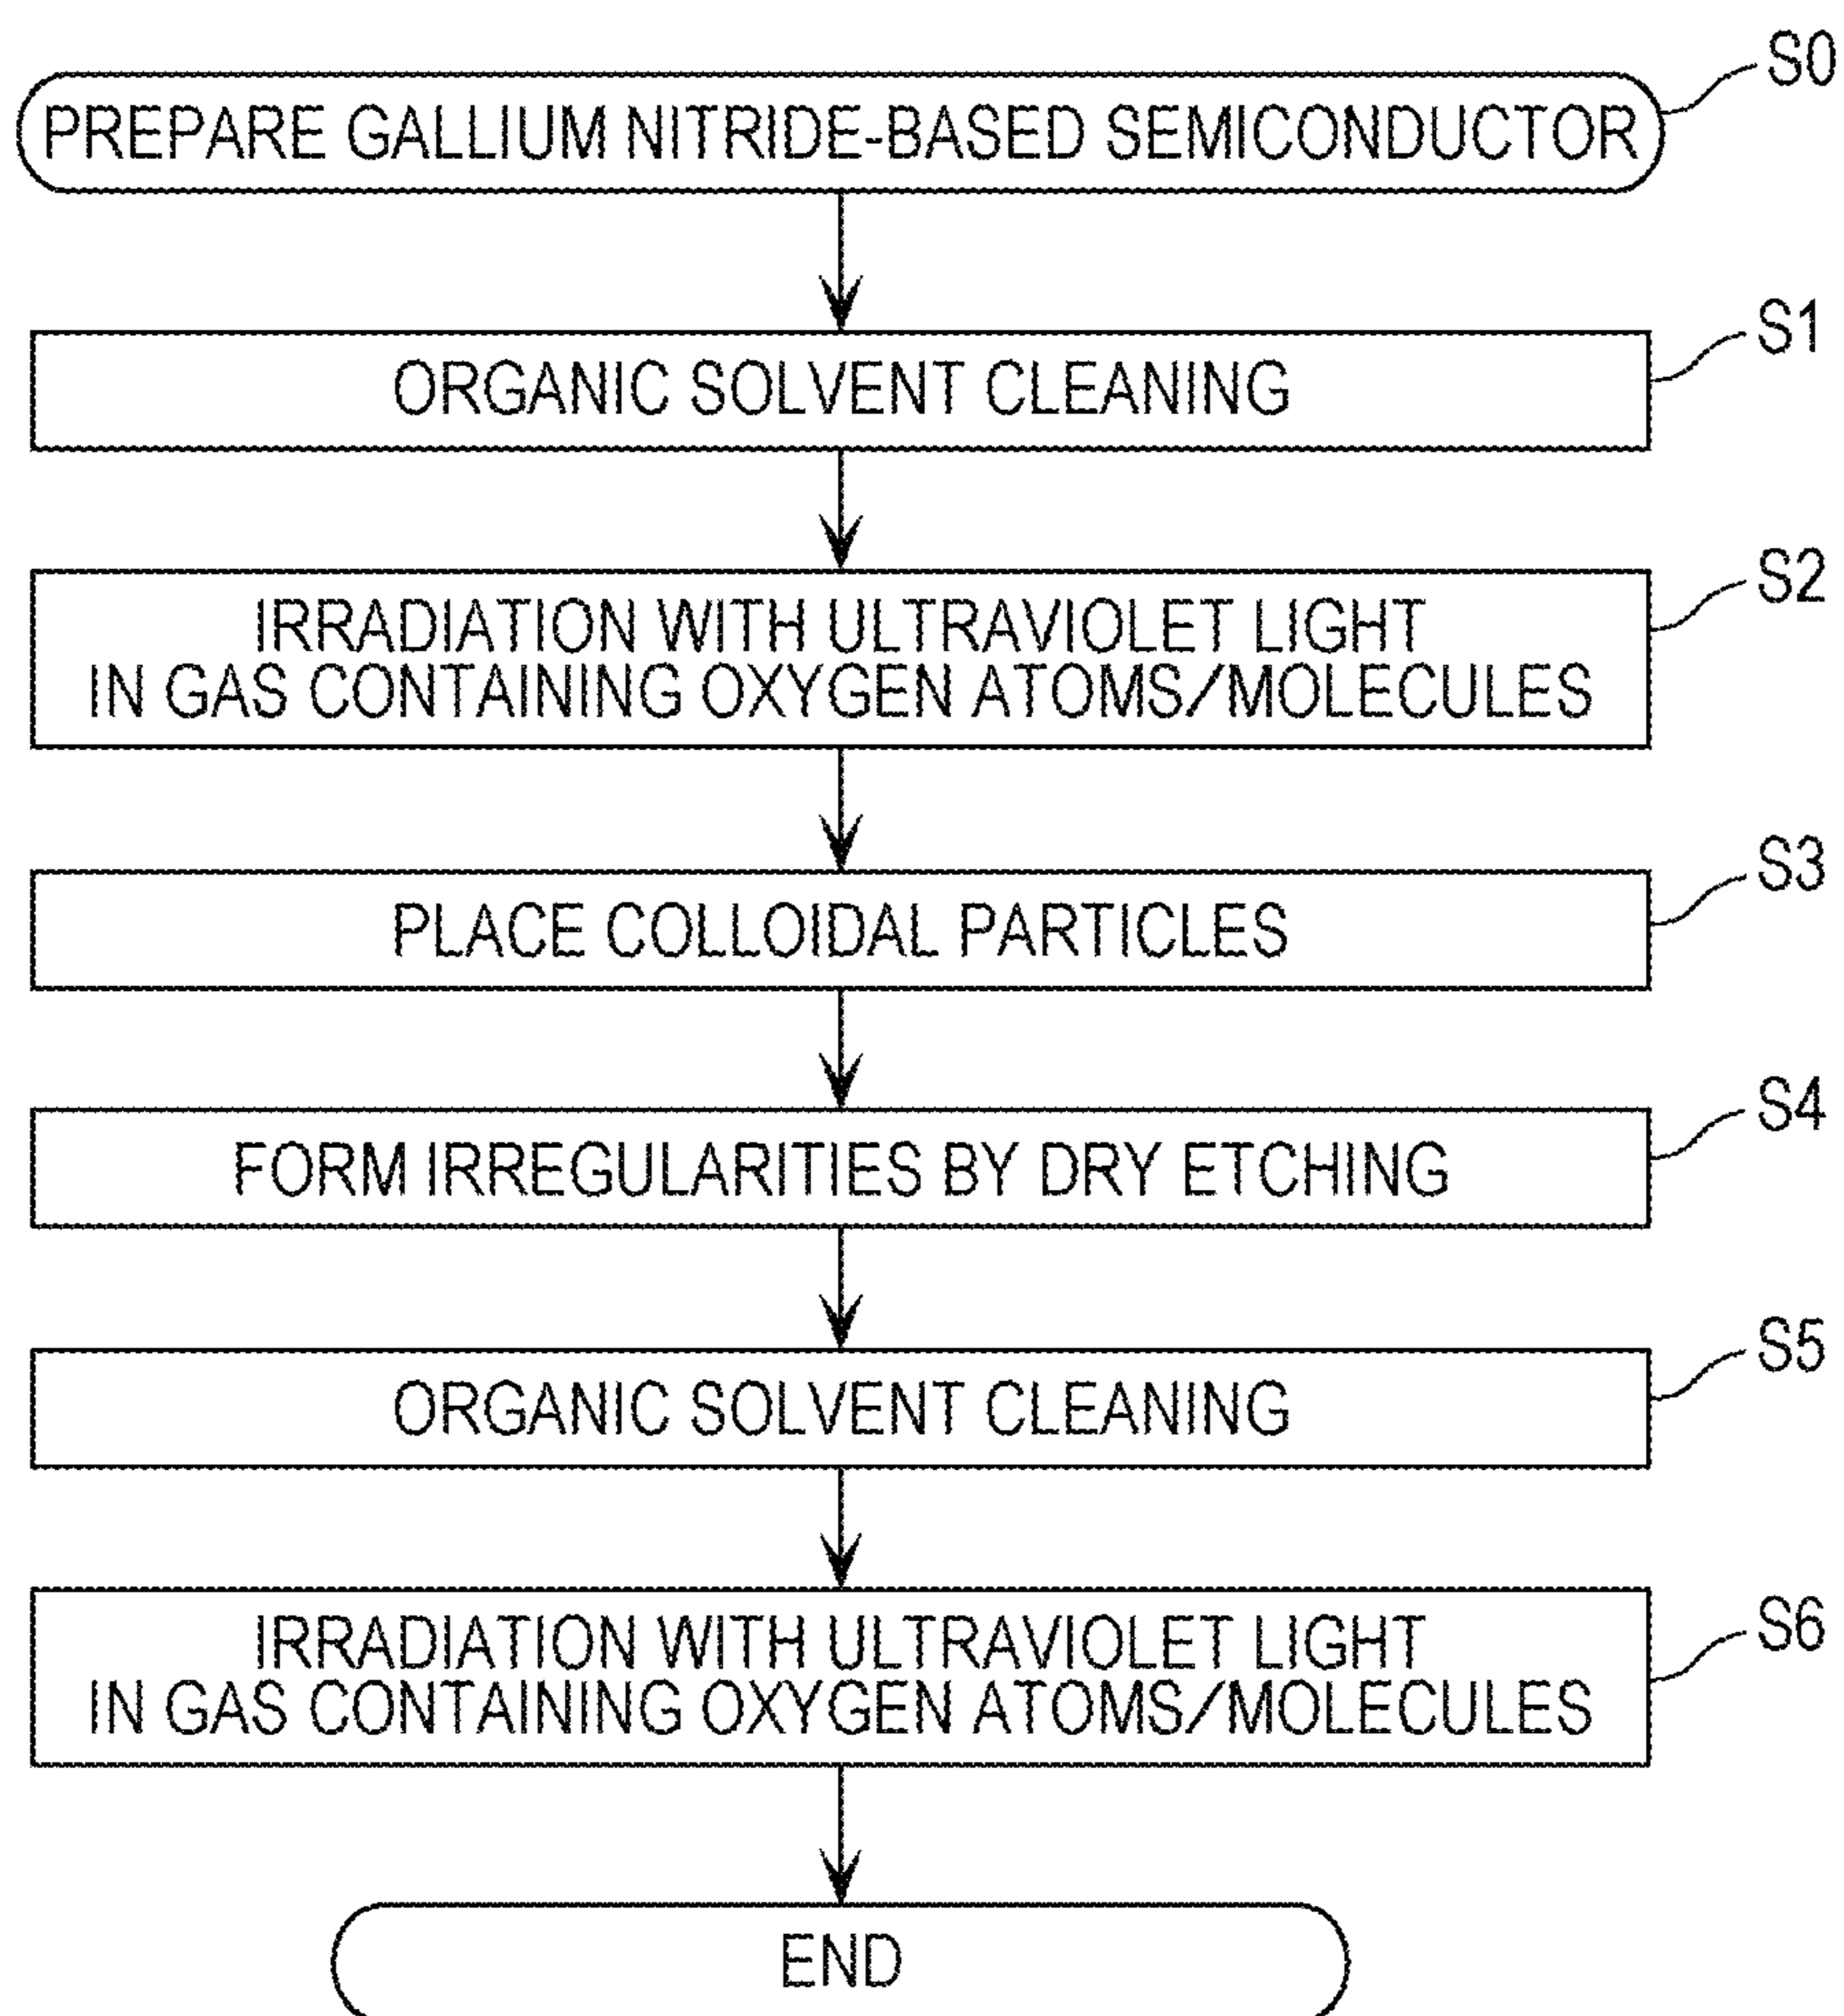 S0
PREPARE GALLIUM NITRIDE-BASED SEMICONDUCTOR
S1
ORGANIC SOLVENT CLEANING
S2
IRRADIATION WITH ULTRAVIOLET LIGHT
IN GAS CONTAINING OXYGEN ATOMS/MOLECULES
S3
PLACE COLLOIDAL PARTICLES
S4
FORM IRREGULARITIES BY DRY ETCHING
S5
ORGANIC SOLVENT CLEANING
S6
IRRADIATION WITH ULTRAVIOLET LIGHT
IN GAS CONTAINING OXYGEN ATOMS/MOLECULES
END